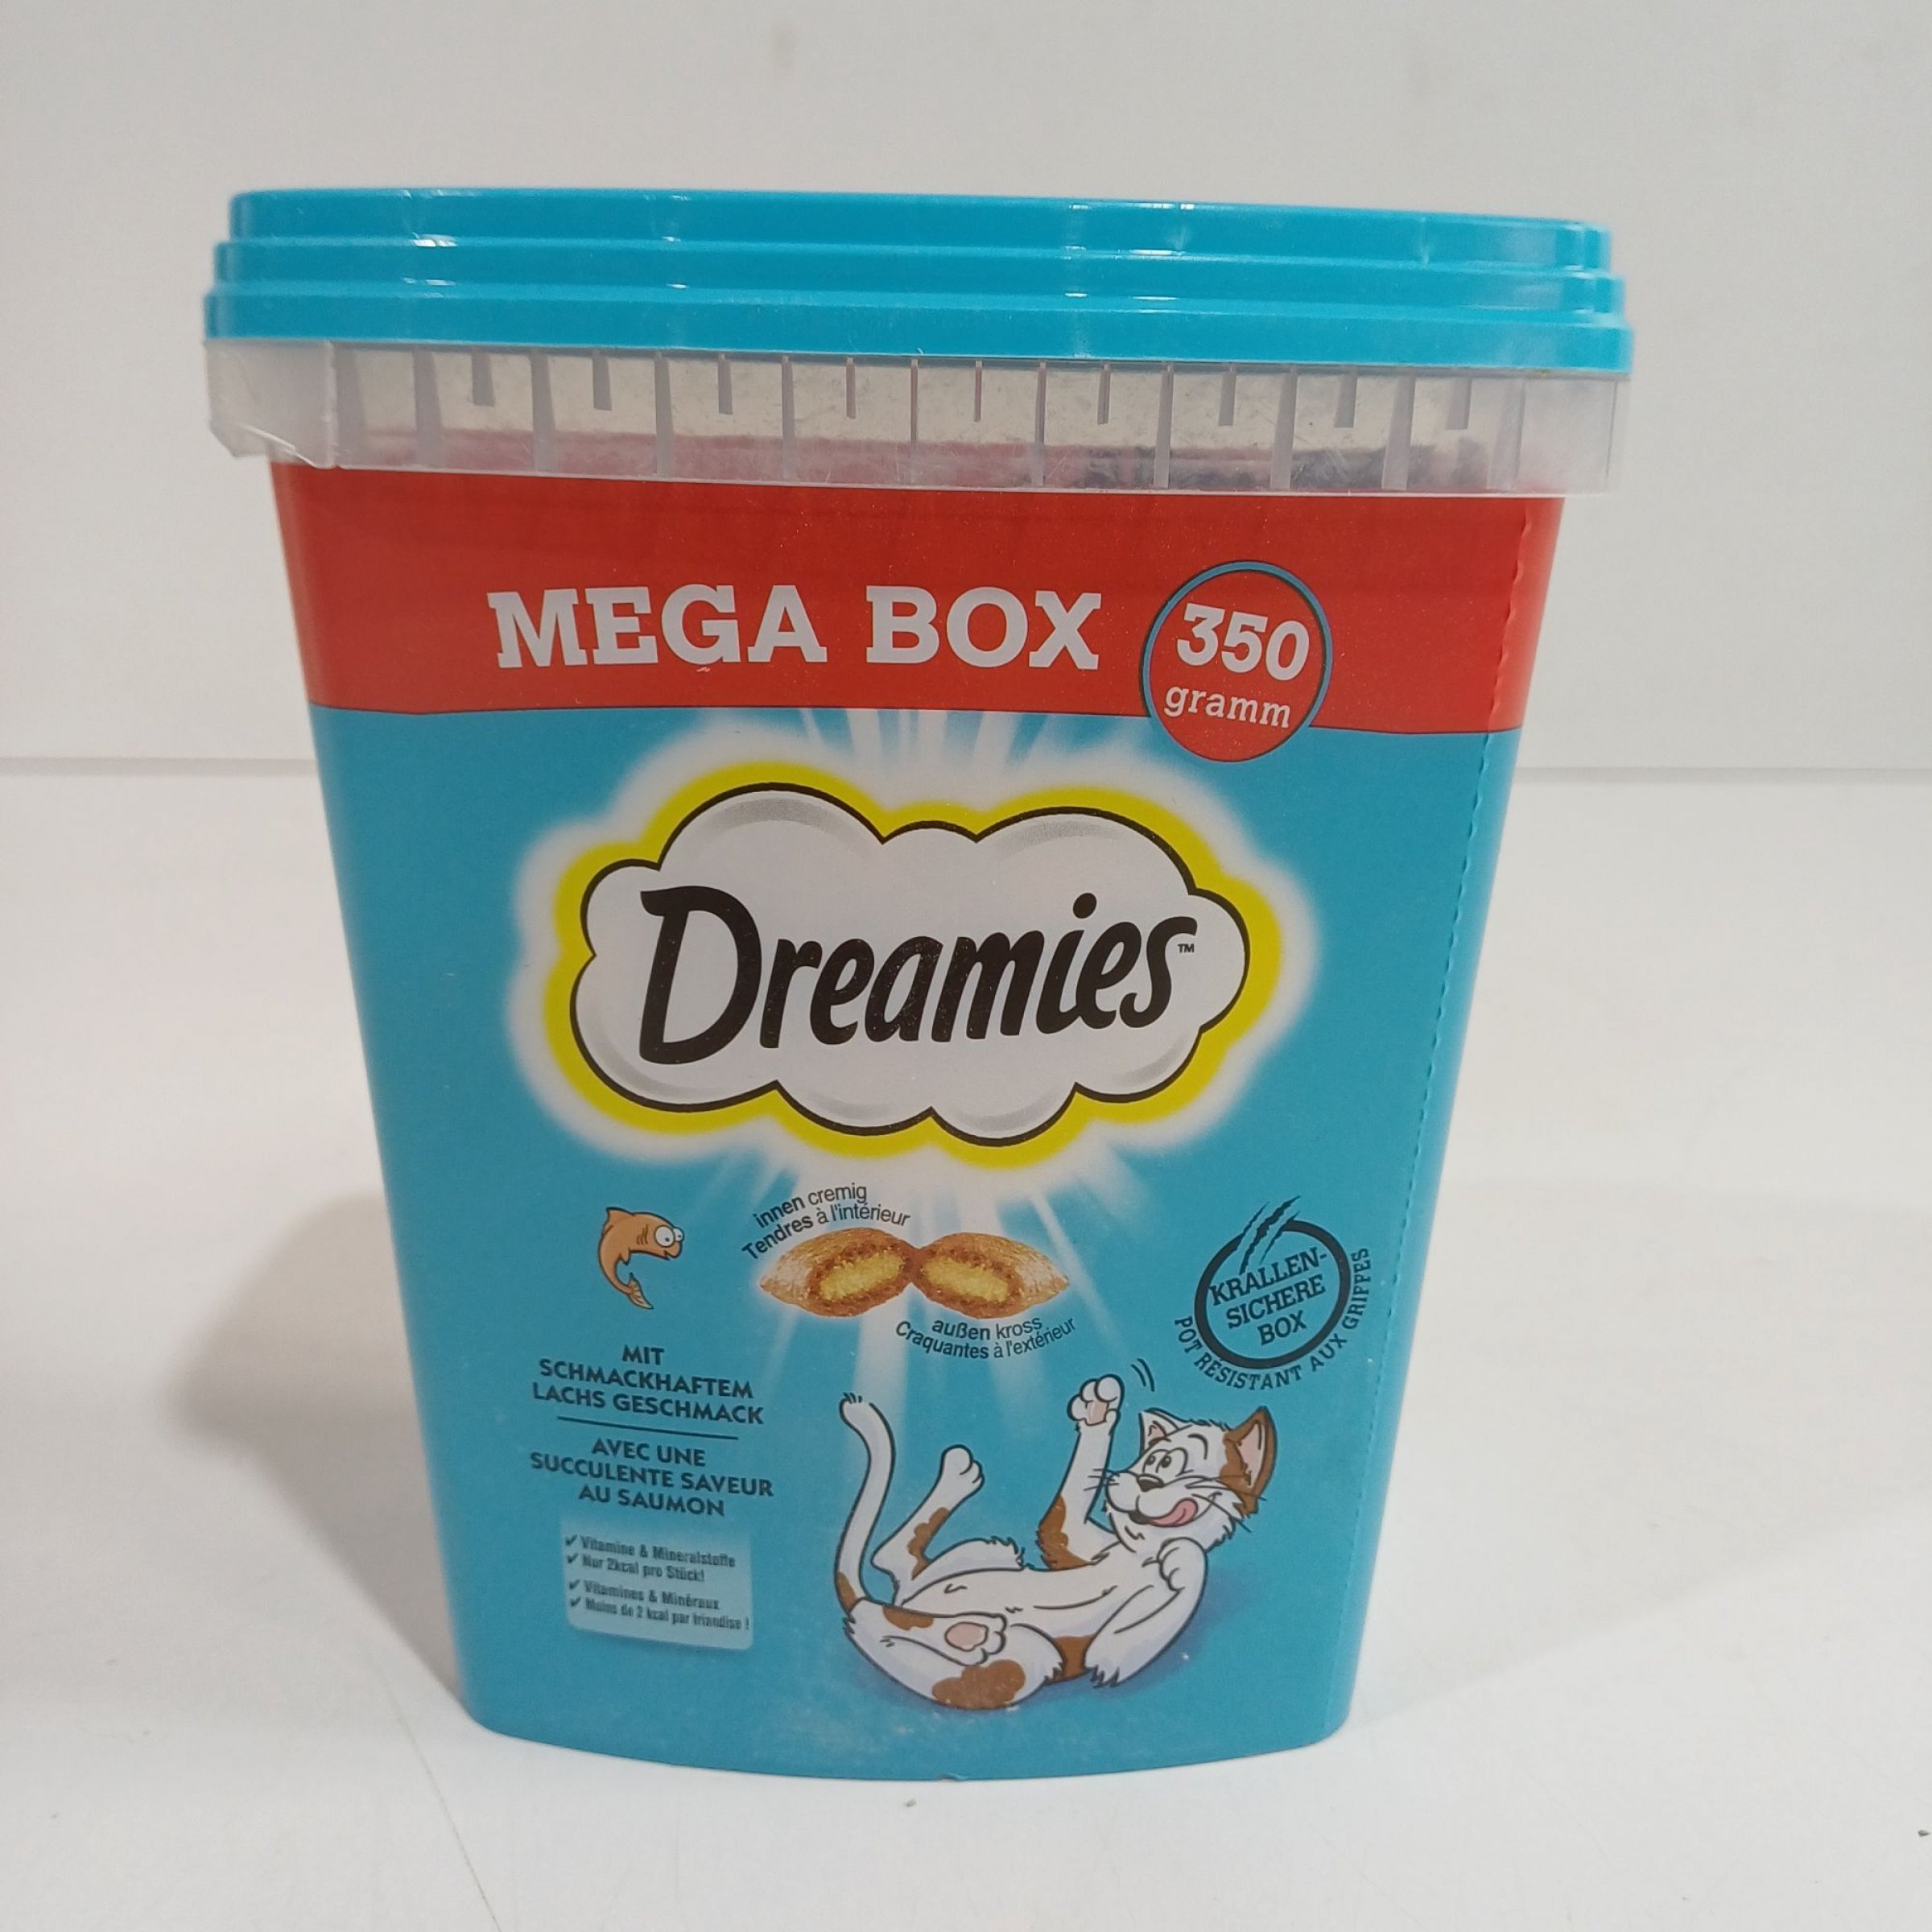 MEGA BOX
350
gramm
Dreamies™
innen cremig
Tendres à l'intérieur
außen kross
Craquantes à l'extérieur
KRALLEN-
SICHERE
BOX
POT RÉSISTANT AUX GRIFFES
MIT
SCHMACKHAFTEM
LACHS GESCHMACK
AVEC UNE
SUCCULENTE SAVEUR
AU SAUMON
✓ Vitamine & Mineralstoffe
✓ Nur 2kcal pro Stück!
✓ Vitamines & Minéraux
✓ Moins de 2 kcal par friandise !